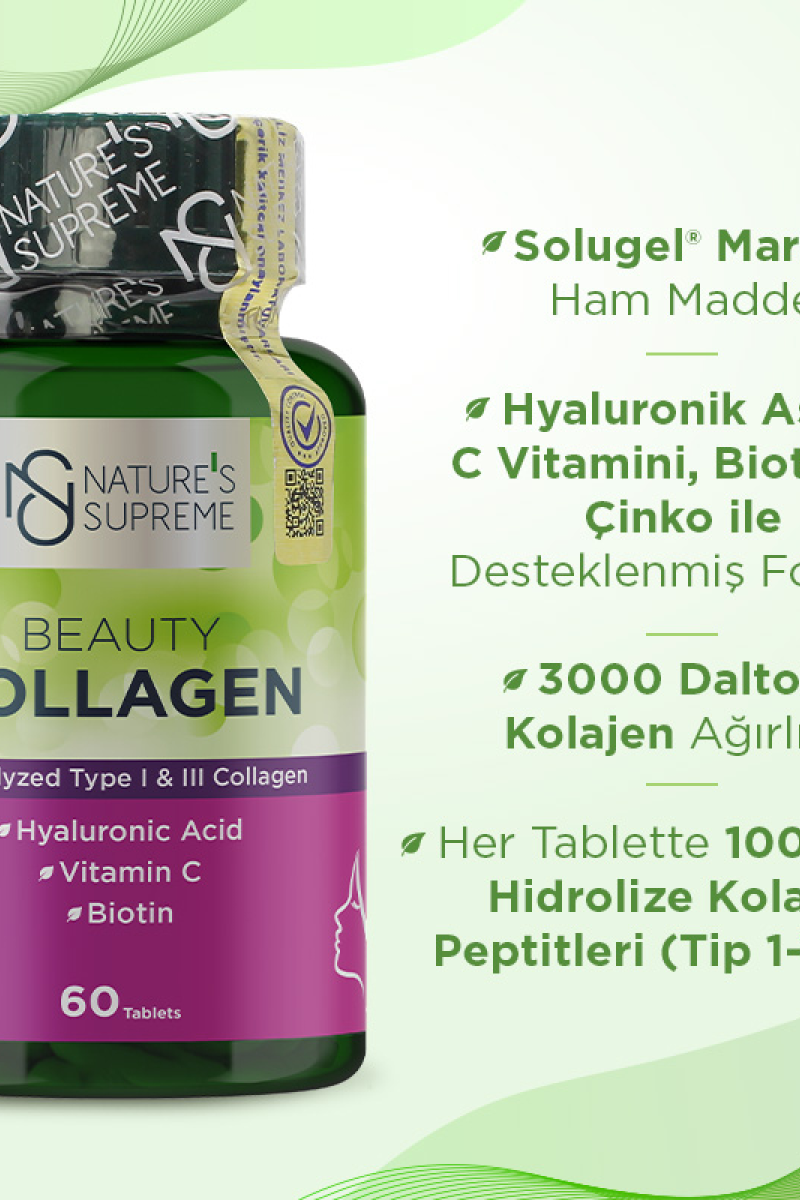 NATURE'S
SUPREME
NATURE'S
SUPREME
BEAUTY
OLLAGEN
lyzed Type I & III Collagen
Hyaluronic Acid
Vitamin C
Biotin
60 Tablets
Solugel® Mar
Ham Madde
Hyaluronik As
C Vitamini, Biot
Çinko ile
Desteklenmiş Fo
3000 Dalto
Kolajen Ağırlı
Her Tablette 100
Hidrolize Kola
Peptitleri (Tip 1-